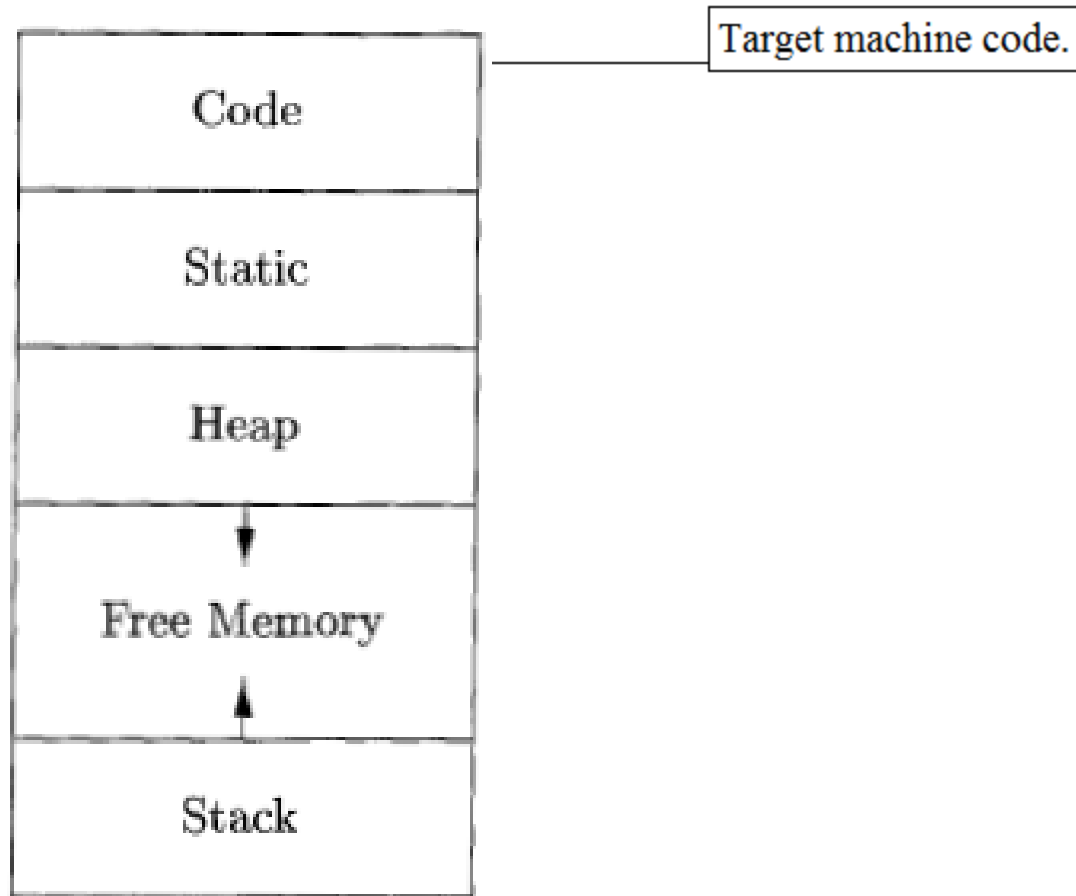 Target machine code.
Code
Static
Heap
Free Memory
Stack